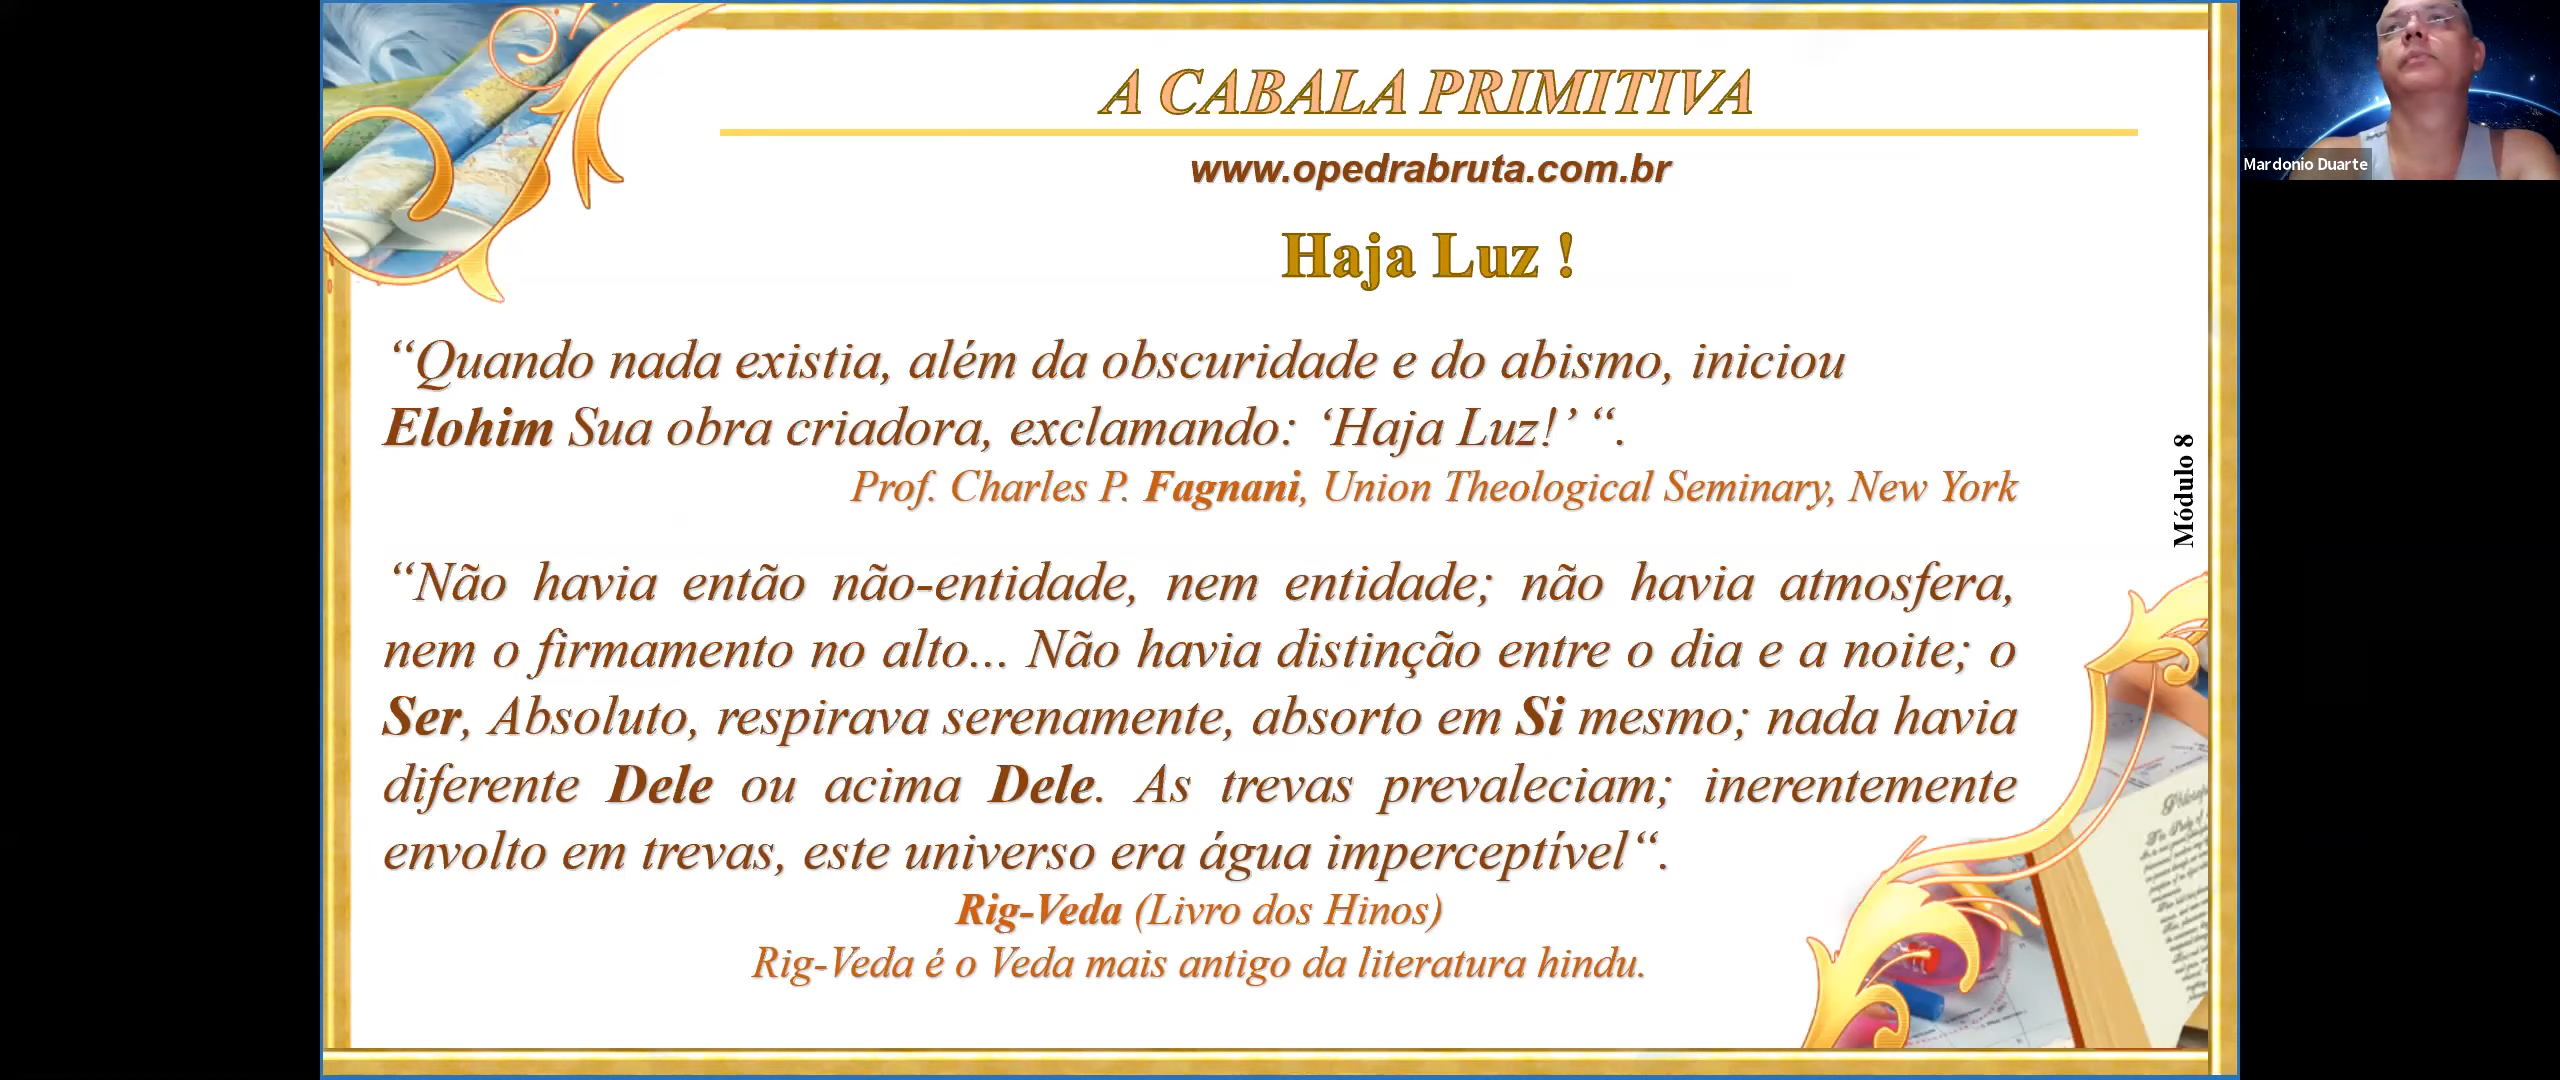 A CABALA PRIMITIVA
www.opedrabruta.com.br
Haja Luz !
“Quando nada existia, além da obscuridade e do abismo, iniciou
Elohim Sua obra criadora, exclamando: ‘Haja Luz!’ “.
Prof. Charles P. Fagnani, Union Theological Seminary, New York
“Não havia então não-entidade, nem entidade; não havia atmosfera,
nem o firmamento no alto... Não havia distinção entre o dia e a noite; o
Ser, Absoluto, respirava serenamente, absorto em Si mesmo; nada havia
diferente Dele ou acima Dele. As trevas prevaleciam; inerentemente
envolto em trevas, este universo era água imperceptível“.
Rig-Veda (Livro dos Hinos)
Rig-Veda é o Veda mais antigo da literatura hindu.
Módulo 8
Mardonio Duarte